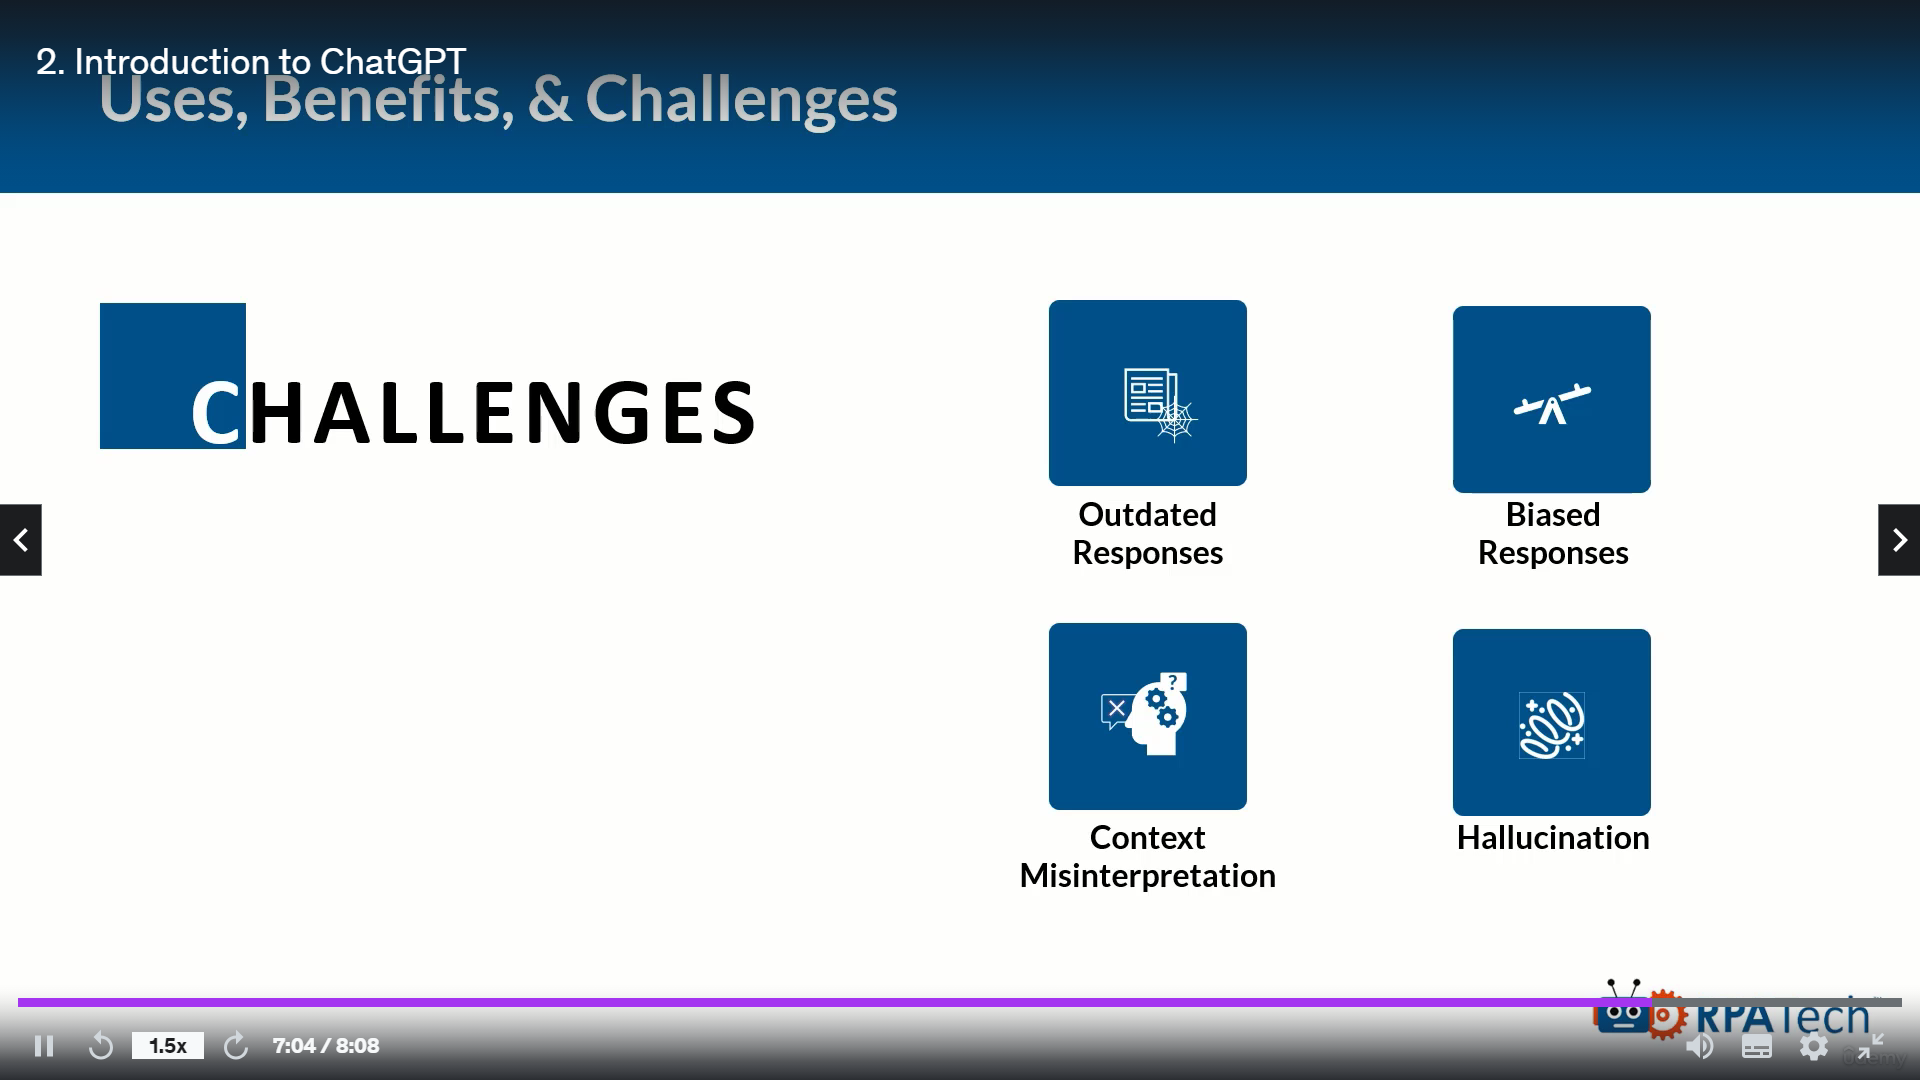 2. Introduction to ChatGPT
Uses, Benefits, & Challenges
CHALLENGES
Outdated
Responses
Biased
Responses
?
Context
Misinterpretation
Hallucination
RPATech
1.5x
7:04 / 8:08
ûdemy